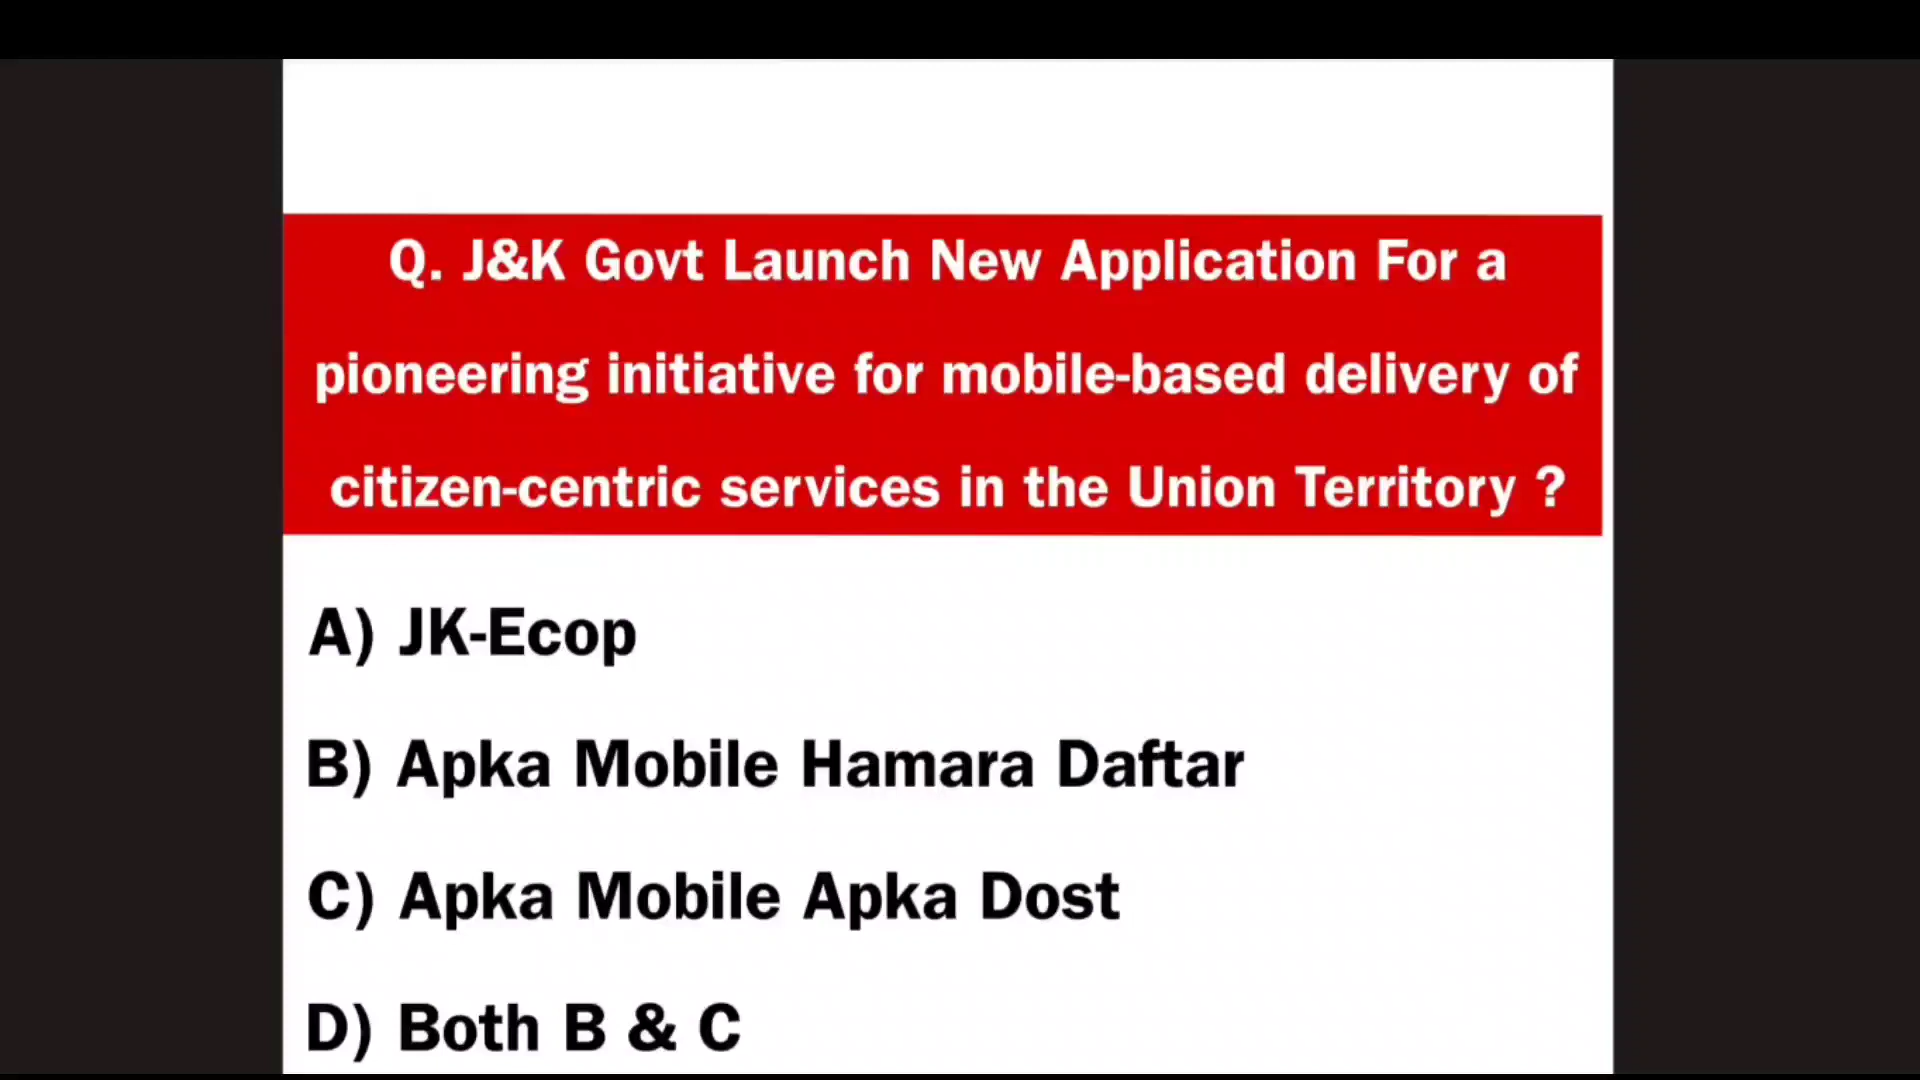 Q. J&K Govt Launch New Application For a
pioneering initiative for mobile-based delivery of
citizen-centric services in the Union Territory ?
A) JK-Ecop
B) Apka Mobile Hamara Daftar
C) Apka Mobile Apka Dost
D) Both B & C